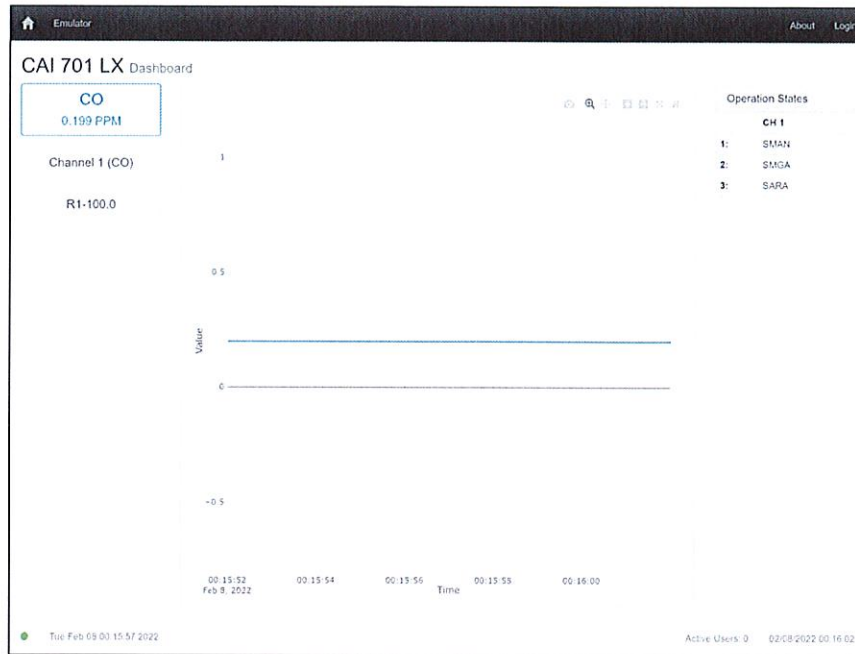 Emulator
About Login
CAI 701 LX Dashboard
CO
0.199 PPM
Channel 1 (CO)
R1-100.0
Operation States
CH 1
1: SMAN
2: SMGA
3: SARA
1
0.5
Value
0
−0.5
00:15:52 00:15:54 00:15:56 00:15:58 00:16:00
Feb 8, 2022
Time
Tue Feb 08 00:15:57 2022
Active Users: 0 02/08/2022 00:16:02